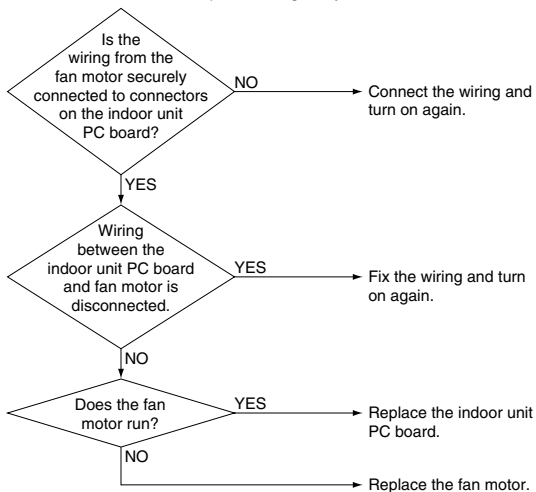 Is the
wiring from the
fan motor securely
connected to connectors
on the indoor unit
PC board?
NO
Connect the wiring and
turn on again.
YES
Wiring
between the
indoor unit PC board
and fan motor is
disconnected.
YES
Fix the wiring and turn
on again.
NO
Does the fan
motor run?
YES
Replace the indoor unit
PC board.
NO
Replace the fan motor.